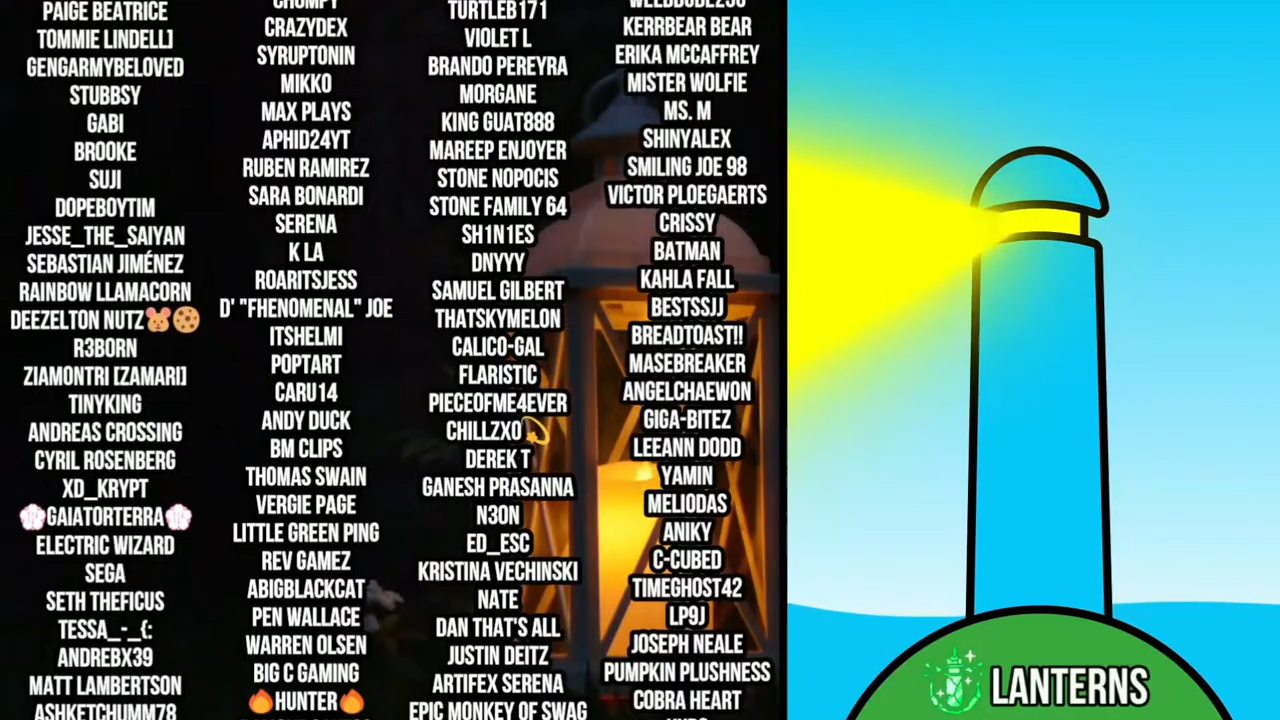 PAIGE BEATRICE
TOMMIE LINDELL]
GENGARMYBELOVED
STUBBSY
GABI
BROOKE
SUJI
DOPEBOYTIM
JESSE_THE_SAIYAN
SEBASTIAN JIMÉNEZ
RAINBOW LLAMACORN
DEEZELTON NUTZ🐹🍪
R3BORN
ZIAMONTRI [ZAMARI]
TINYKING
ANDREAS CROSSING
CYRIL ROSENBERG
XD_KRYPT
💮GAIATORTERRA💮
ELECTRIC WIZARD
SEGA
SETH THEFICUS
TESSA_-_{:
ANDREBX39
MATT LAMBERTSON
ASHKETCHUMM78
CHUMPY
CRAZYDEX
SYRUPTONIN
MIKKO
MAX PLAYS
APHID24YT
RUBEN RAMIREZ
SARA BONARDI
SERENA
K LA
ROARITSJESS
D' "FHENOMENAL" JOE
ITSHELMI
POPTART
CARU14
ANDY DUCK
BM CLIPS
THOMAS SWAIN
VERGIE PAGE
LITTLE GREEN PING
REV GAMEZ
ABIGBLACKCAT
PEN WALLACE
WARREN OLSEN
BIG C GAMING
🔥HUNTER🔥
TURTLEB171
VIOLET L
BRANDO PEREYRA
MORGANE
KING GUAT888
MAREEP ENJOYER
STONE NOPOCIS
STONE FAMILY 64
SH1N1ES
DNYYY
SAMUEL GILBERT
THATSKYMELON
CALICO-GAL
FLARISTIC
PIECEOFME4EVER
CHILLZXO💫
DEREK T
GANESH PRASANNA
N3ON
ED_ESC
KRISTINA VECHINSKI
NATE
DAN THAT'S ALL
JUSTIN DEITZ
ARTIFEX SERENA
EPIC MONKEY OF SWAG
KERRBEAR BEAR
ERIKA MCCAFFREY
MISTER WOLFIE
MS. M
SHINYALEX
SMILING JOE 98
VICTOR PLOEGAERTS
CRISSY
BATMAN
KAHLA FALL
BESTSSJJ
BREADTOAST!!
MASEBREAKER
ANGELCHAEWON
GIGA-BITEZ
LEEANN DODD
YAMIN
MELIODAS
ANIKY
C-CUBED
TIMEGHOST42
LP9J
JOSEPH NEALE
PUMPKIN PLUSHNESS
COBRA HEART
LANTERNS